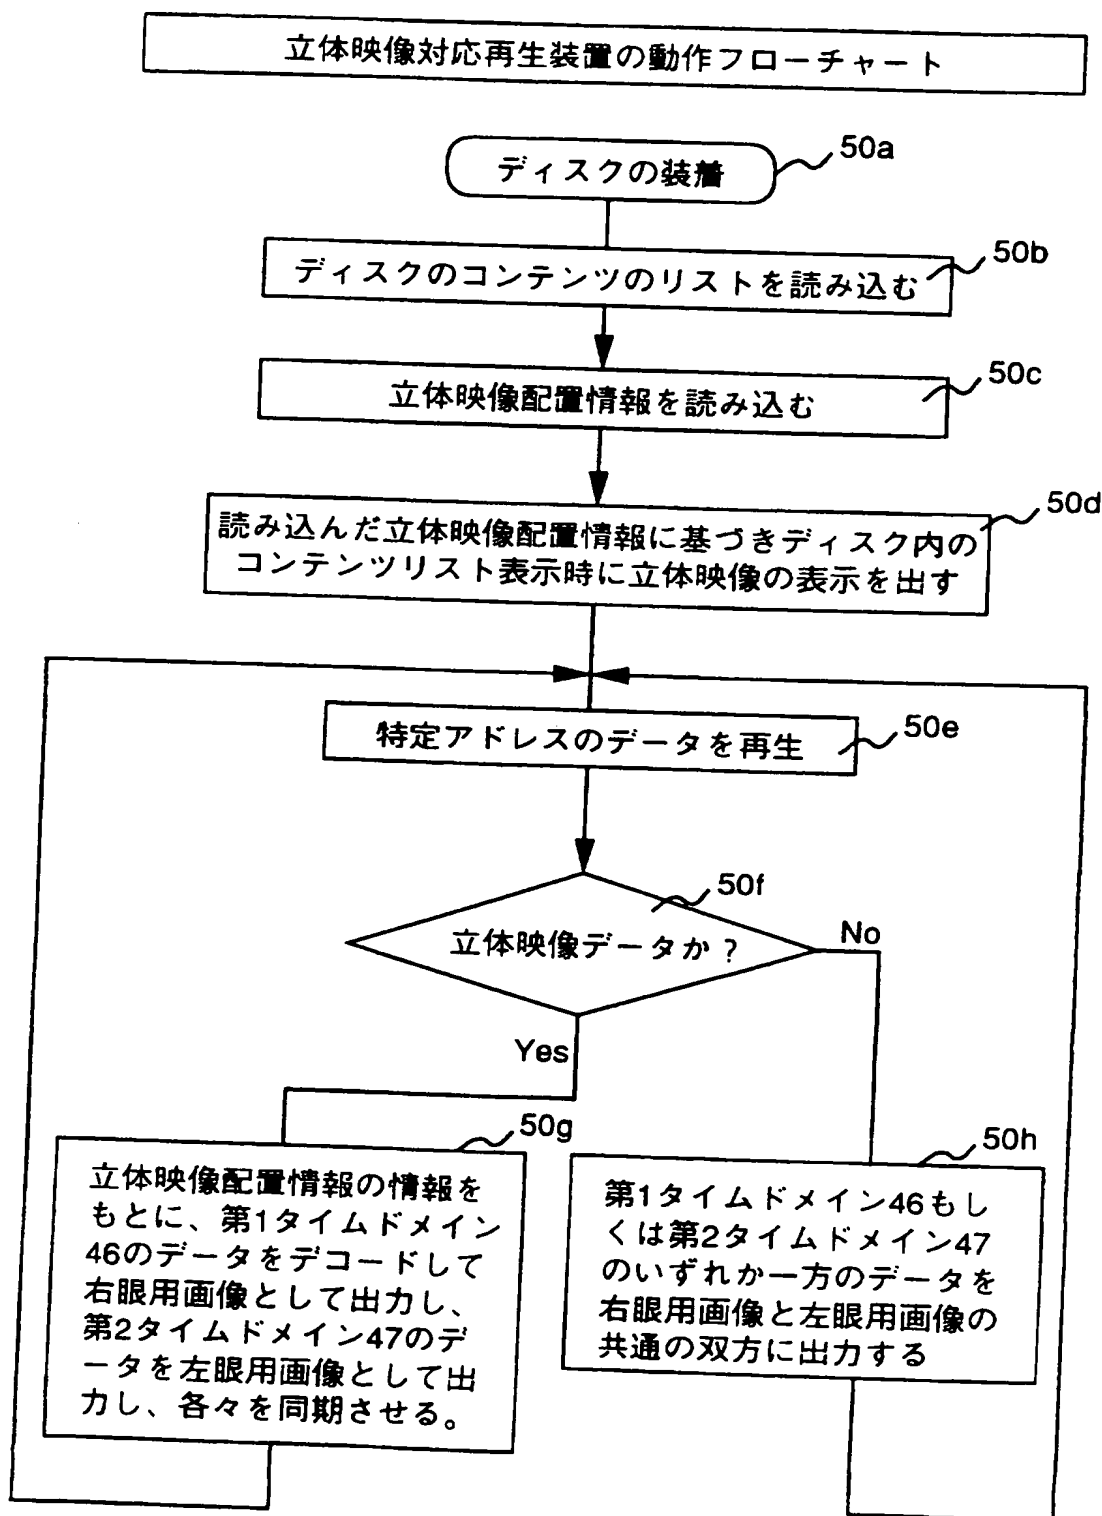 立体映像対応再生装置の動作フローチャート
50a
ディスクの装着
50b
ディスクのコンテンツのリストを読み込む
50c
立体映像配置情報を読み込む
50d
読み込んだ立体映像配置情報に基づきディスク内の
コンテンツリスト表示時に立体映像の表示を出す
50e
特定アドレスのデータを再生
50f
立体映像データか？
No
Yes
50g
立体映像配置情報の情報を
もとに、第1タイムドメイン
46のデータをデコードして
右眼用画像として出力し、
第2タイムドメイン47のデ
ータを左眼用画像として出
力し、各々を同期させる。
50h
第1タイムドメイン46もし
くは第2タイムドメイン47
のいずれか一方のデータを
右眼用画像と左眼用画像の
共通の双方に出力する